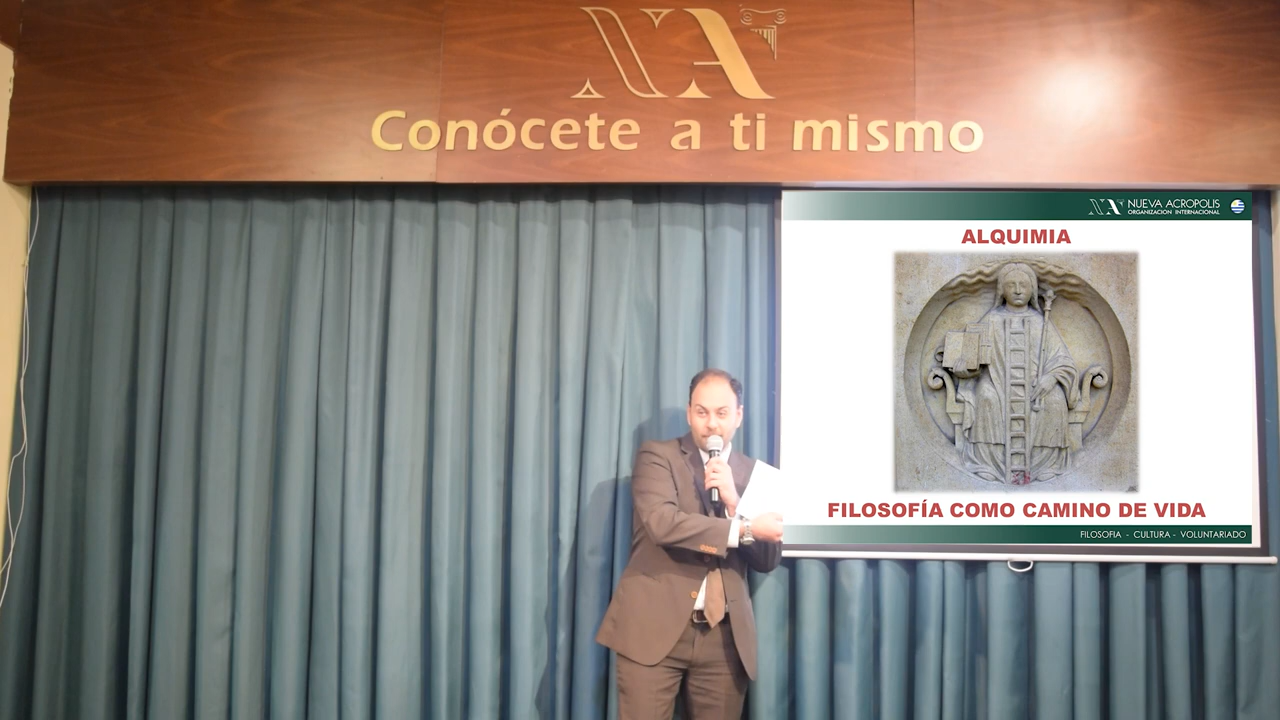 NA
Conócete a ti mismo
NA NUEVA ACROPOLIS
ORGANIZACION INTERNACIONAL
ALQUIMIA
FILOSOFÍA COMO CAMINO DE VIDA
FILOSOFIA - CULTURA - VOLUNTARIADO